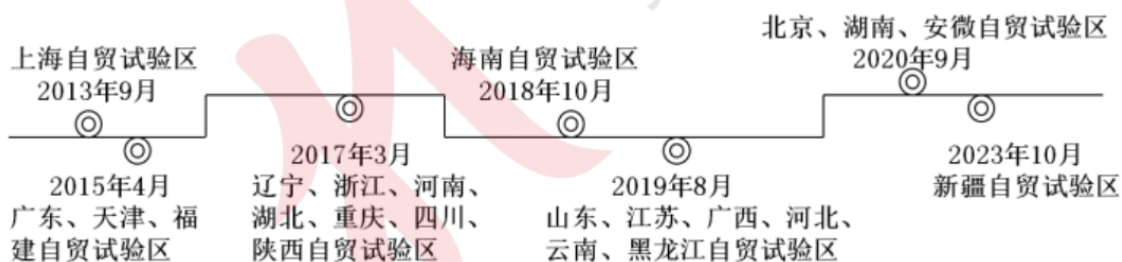 上海自贸试验区
2013年9月
2015年4月
广东、天津、福
建自贸试验区
2017年3月
辽宁、浙江、河南、
湖北、重庆、四川、
陕西自贸试验区
海南自贸试验区
2018年10月
2019年8月
山东、江苏、广西、河北、
云南、黑龙江自贸试验区
北京、湖南、安微自贸试验区
2020年9月
2023年10月
新疆自贸试验区